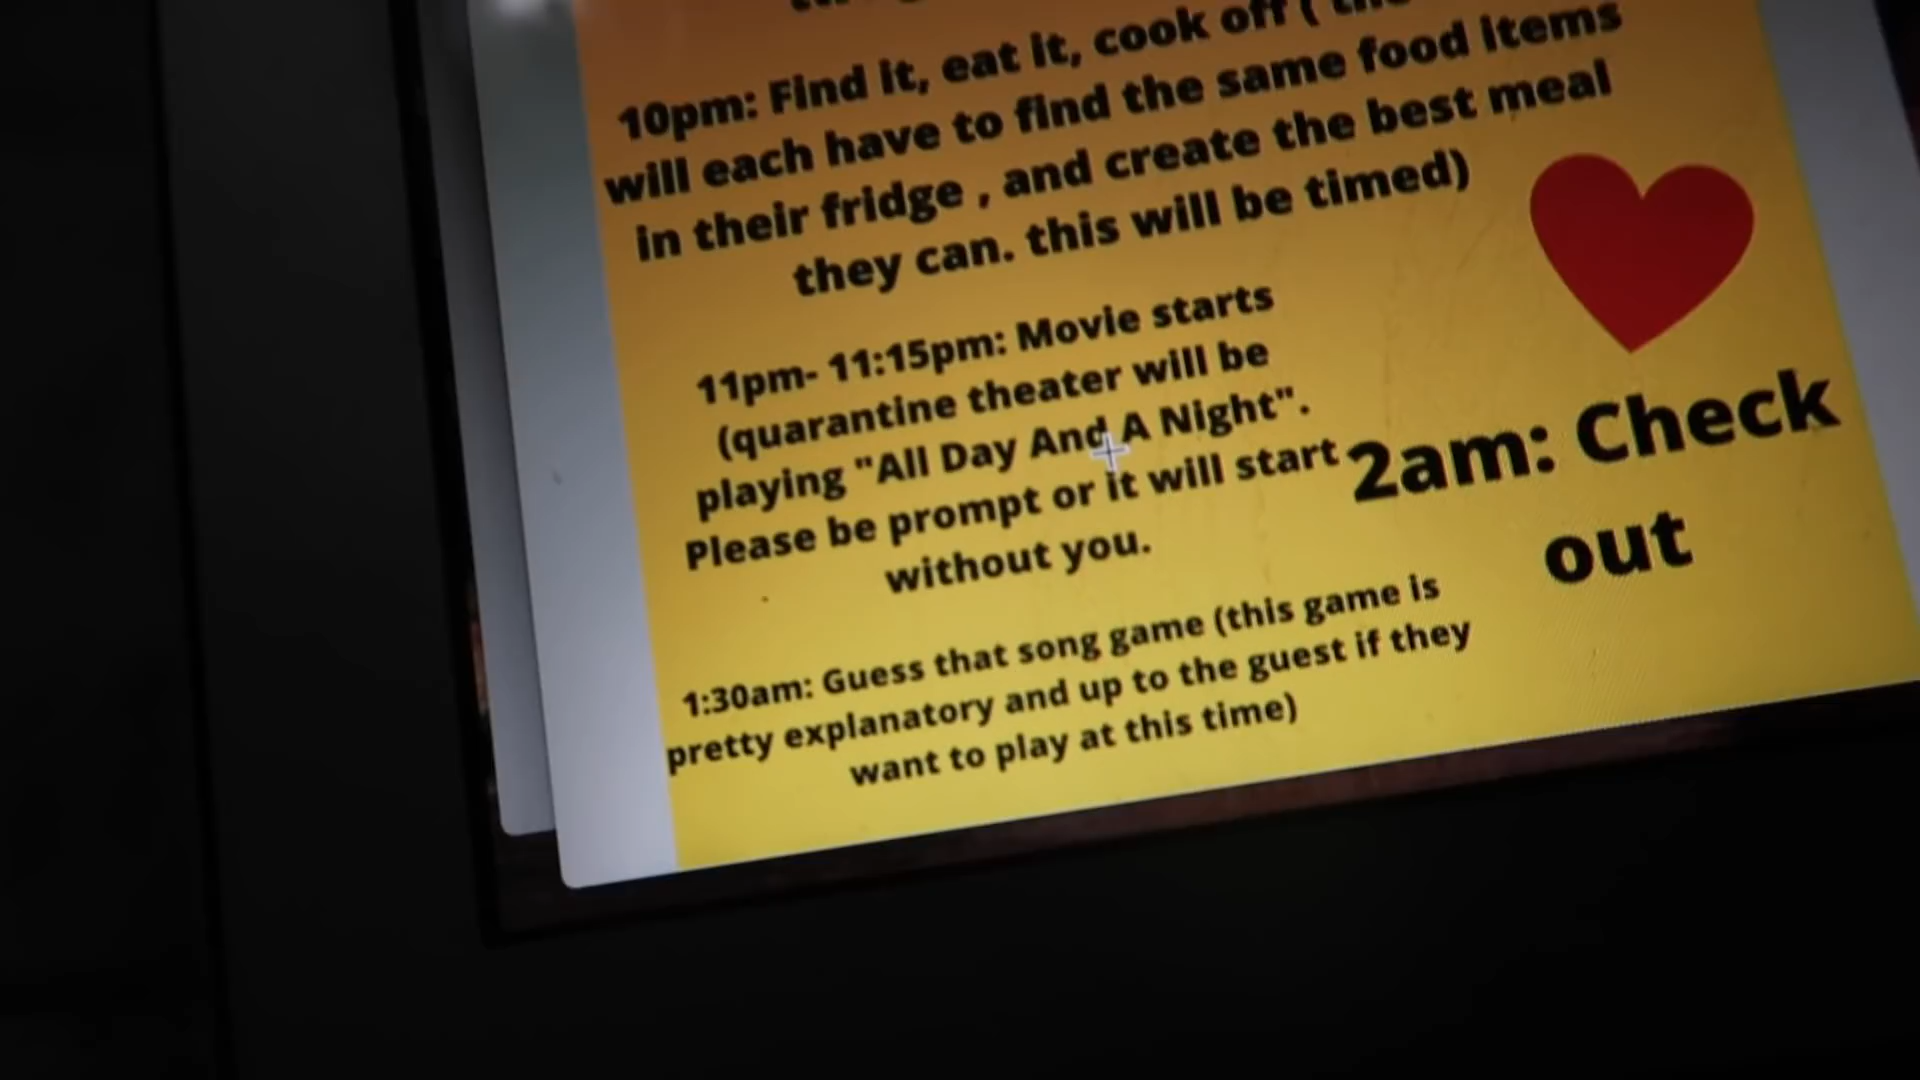 10pm: Find it, eat it, cook off ( the
will each have to find the same food items
in their fridge , and create the best meal
they can. this will be timed)
11pm- 11:15pm: Movie starts
(quarantine theater will be
playing "All Day And A Night".
Please be prompt or it will start
without you.
2am: Check
out
1:30am: Guess that song game (this game is
pretty explanatory and up to the guest if they
want to play at this time)